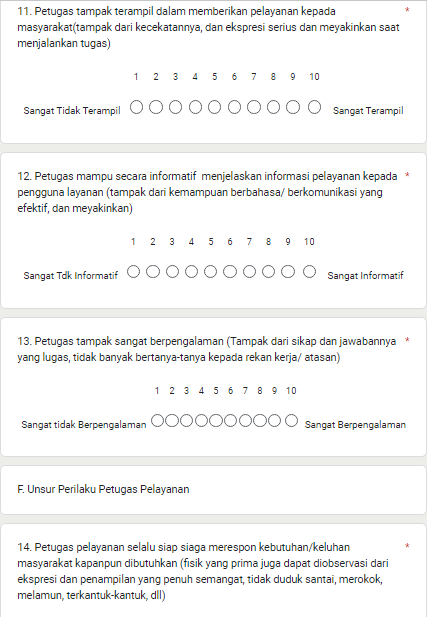 11. Petugas tampak terampil dalam memberikan pelayanan kepada *
masyarakat(tampak dari kecekatannya, dan ekspresi serius dan meyakinkan saat
menjalankan tugas)
1 2 3 4 5 6 7 8 9 10
Sangat Tidak Terampil Sangat Terampil
12. Petugas mampu secara informatif menjelaskan informasi pelayanan kepada *
pengguna layanan (tampak dari kemampuan berbahasa/ berkomunikasi yang
efektif, dan meyakinkan)
1 2 3 4 5 6 7 8 9 10
Sangat Tdk Informatif Sangat Informatif
13. Petugas tampak sangat berpengalaman (Tampak dari sikap dan jawabannya *
yang lugas, tidak banyak bertanya-tanya kepada rekan kerja/ atasan)
1 2 3 4 5 6 7 8 9 10
Sangat tidak Berpengalaman Sangat Berpengalaman
F. Unsur Perilaku Petugas Pelayanan
14. Petugas pelayanan selalu siap siaga merespon kebutuhan/keluhan *
masyarakat kapanpun dibutuhkan (fisik yang prima juga dapat diobservasi dari
ekspresi dan penampilan yang penuh semangat, tidak duduk santai, merokok,
melamun, terkantuk-kantuk, dll)